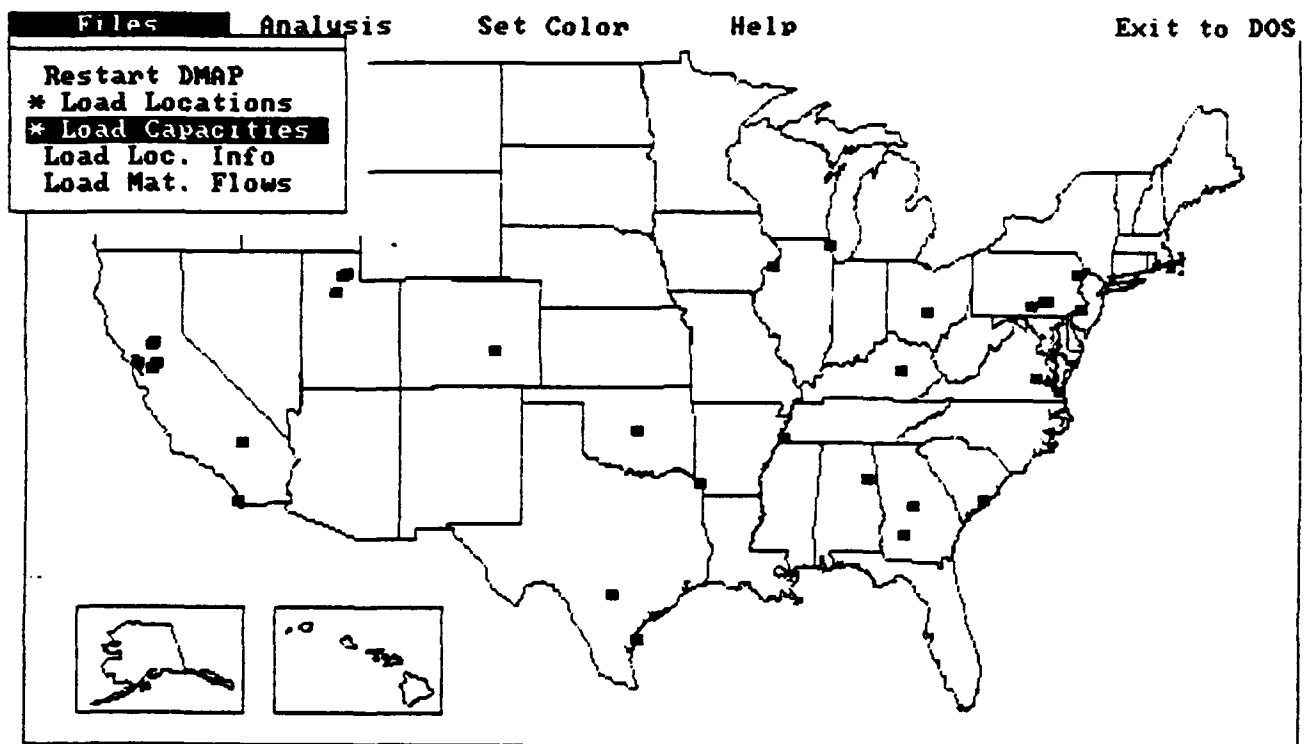 Files Analysis Set Color Help Exit to DOS
Restart DMAP
* Load Locations
* Load Capacities
Load Loc. Info
Load Mat. Flows